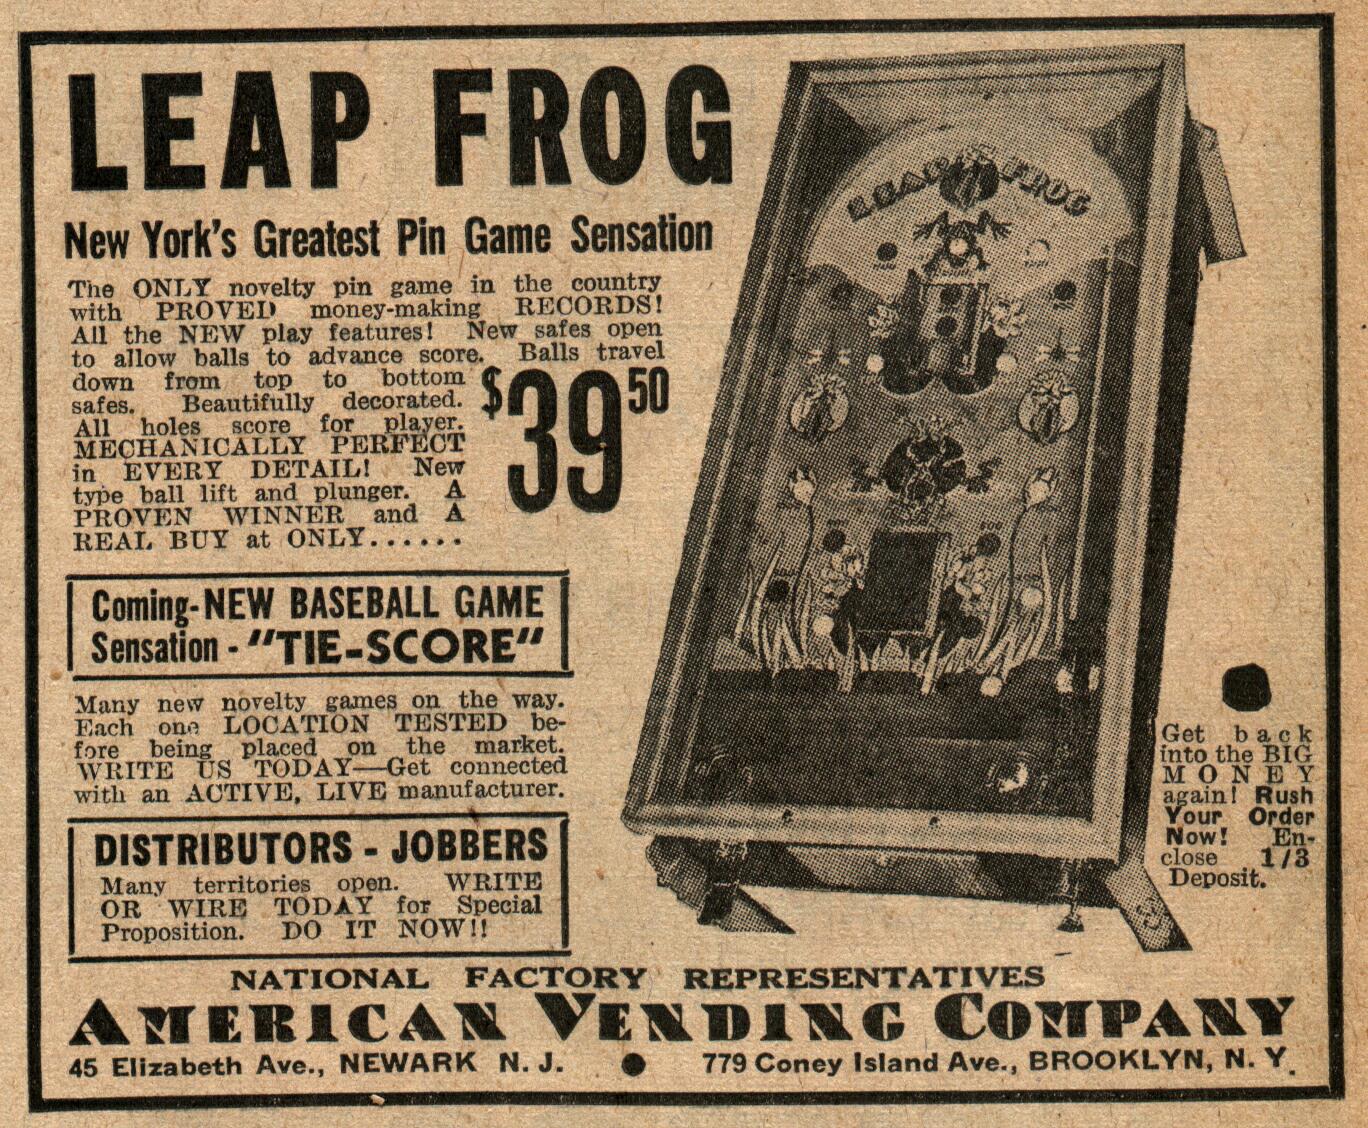 LEAP FROG
New York's Greatest Pin Game Sensation
The ONLY novelty pin game in the country
with PROVED money-making RECORDS!
All the NEW play features! New safes open
to allow balls to advance score. Balls travel
down from top to bottom
safes. Beautifully decorated.
All holes score for player.
MECHANICALLY PERFECT
in EVERY DETAIL! New
type ball lift and plunger. A
PROVEN WINNER and A
REAL BUY at ONLY......
$39 50
Coming-NEW BASEBALL GAME
Sensation - "TIE-SCORE"
Many new novelty games on the way.
Each one LOCATION TESTED be-
fore being placed on the market.
WRITE US TODAY—Get connected
with an ACTIVE, LIVE manufacturer.
DISTRIBUTORS - JOBBERS
Many territories open. WRITE
OR WIRE TODAY for Special
Proposition. DO IT NOW!!
LEAP FROG
Get back
into the BIG
MONEY
again! Rush
Your Order
Now! En-
close 1/3
Deposit.
NATIONAL FACTORY REPRESENTATIVES
AMERICAN VENDING COMPANY
45 Elizabeth Ave., NEWARK N. J. ● 779 Coney Island Ave., BROOKLYN, N. Y.